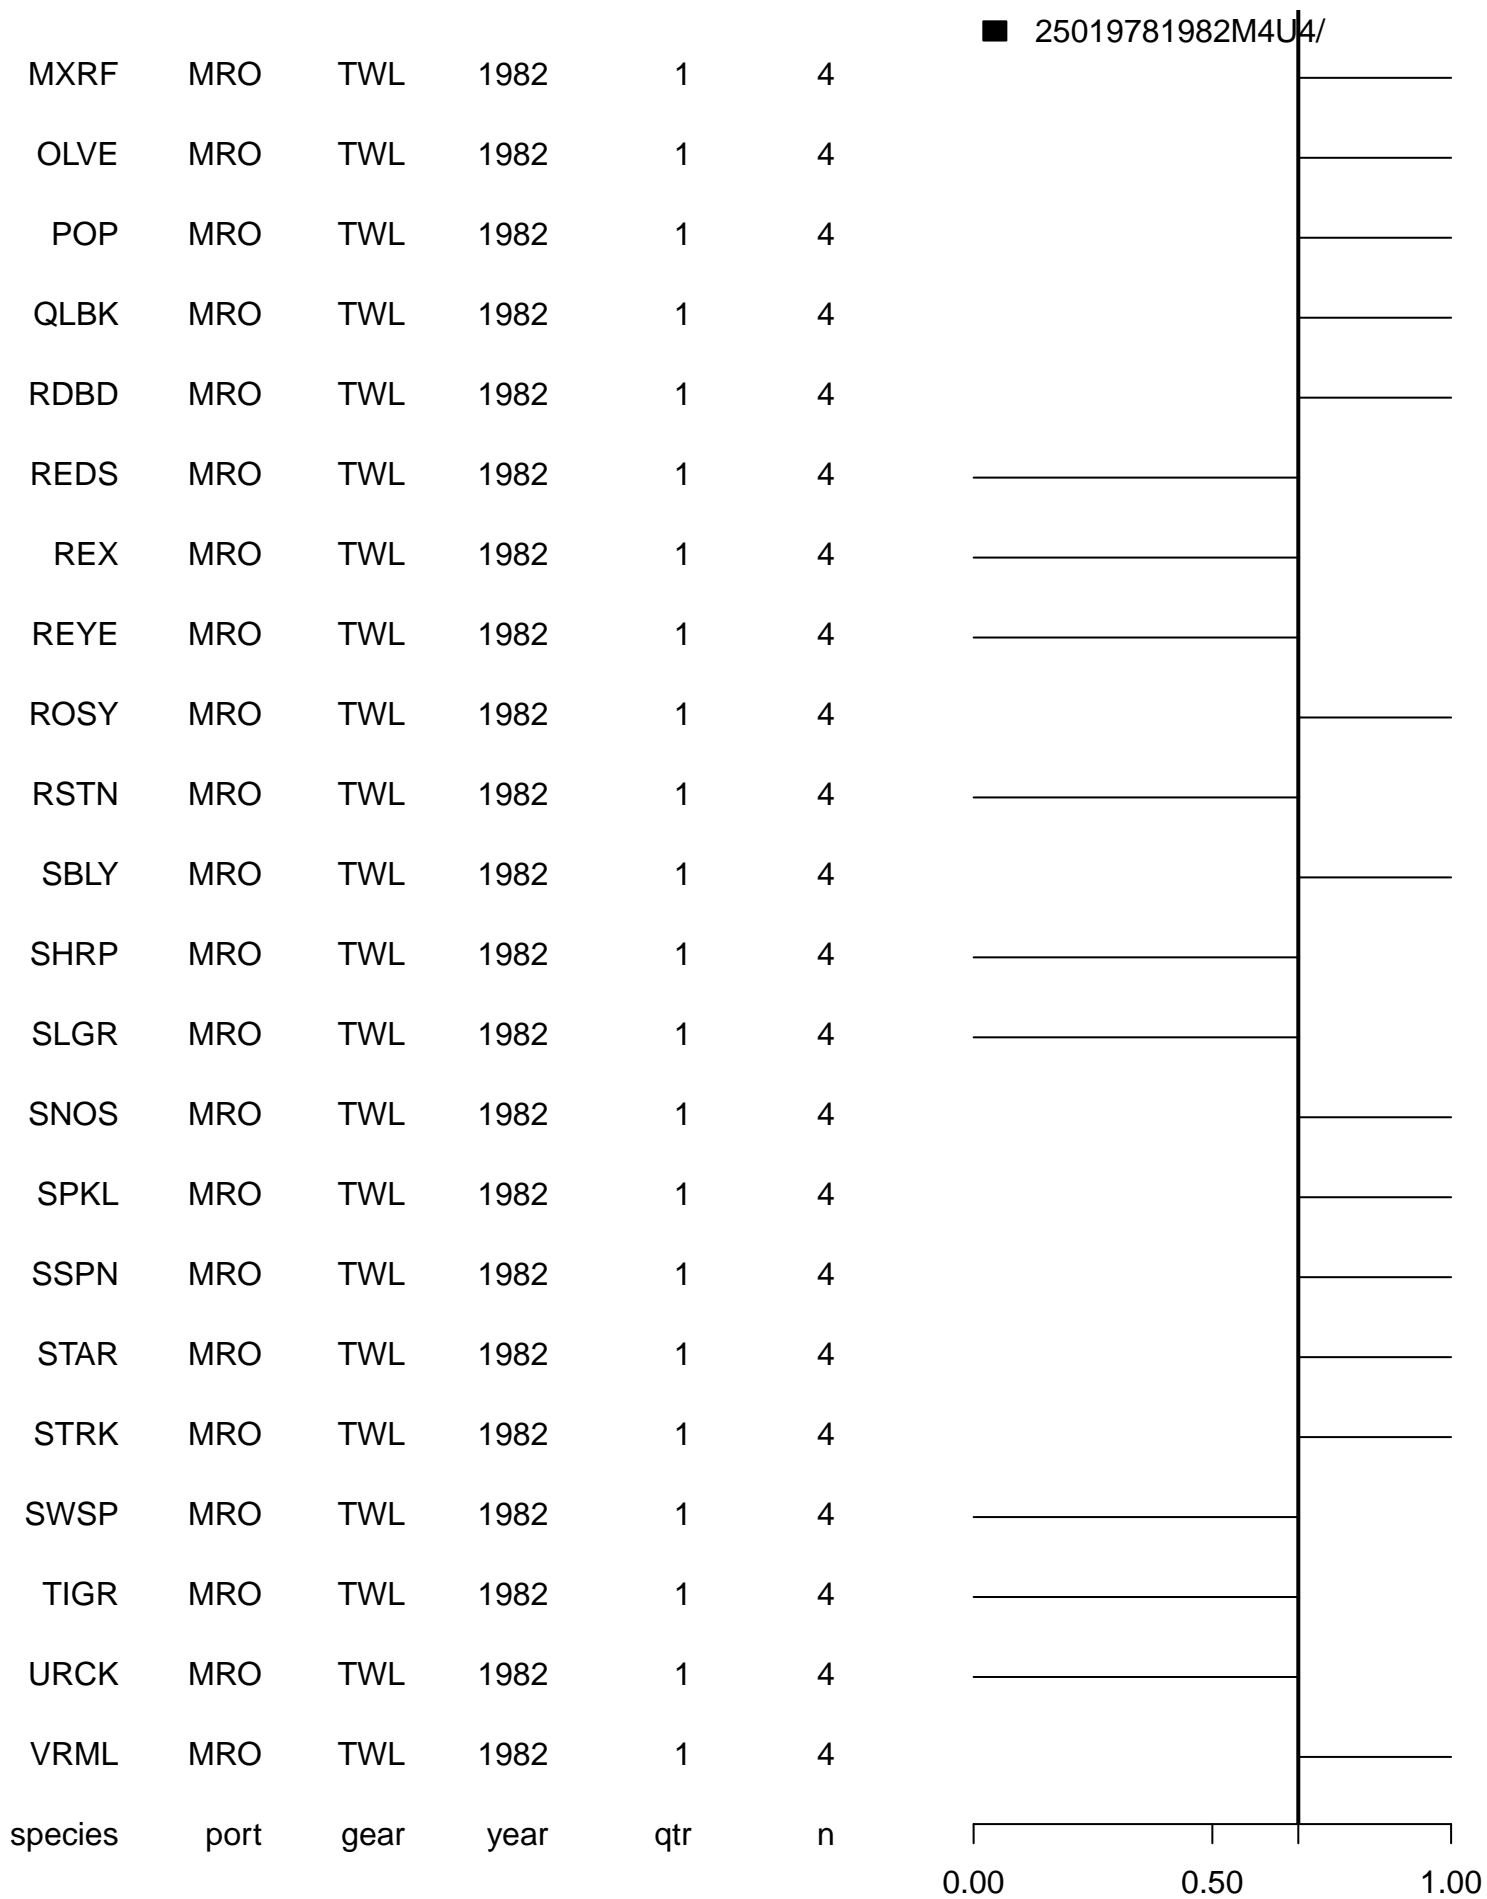 25019781982M4U4/
MXRF MRO TWL 1982 1 4
OLVE MRO TWL 1982 1 4
POP MRO TWL 1982 1 4
QLBK MRO TWL 1982 1 4
RDBD MRO TWL 1982 1 4
REDS MRO TWL 1982 1 4
REX MRO TWL 1982 1 4
REYE MRO TWL 1982 1 4
ROSY MRO TWL 1982 1 4
RSTN MRO TWL 1982 1 4
SBLY MRO TWL 1982 1 4
SHRP MRO TWL 1982 1 4
SLGR MRO TWL 1982 1 4
SNOS MRO TWL 1982 1 4
SPKL MRO TWL 1982 1 4
SSPN MRO TWL 1982 1 4
STAR MRO TWL 1982 1 4
STRK MRO TWL 1982 1 4
SWSP MRO TWL 1982 1 4
TIGR MRO TWL 1982 1 4
URCK MRO TWL 1982 1 4
VRML MRO TWL 1982 1 4
species port gear year qtr n
0.00 0.50 1.00